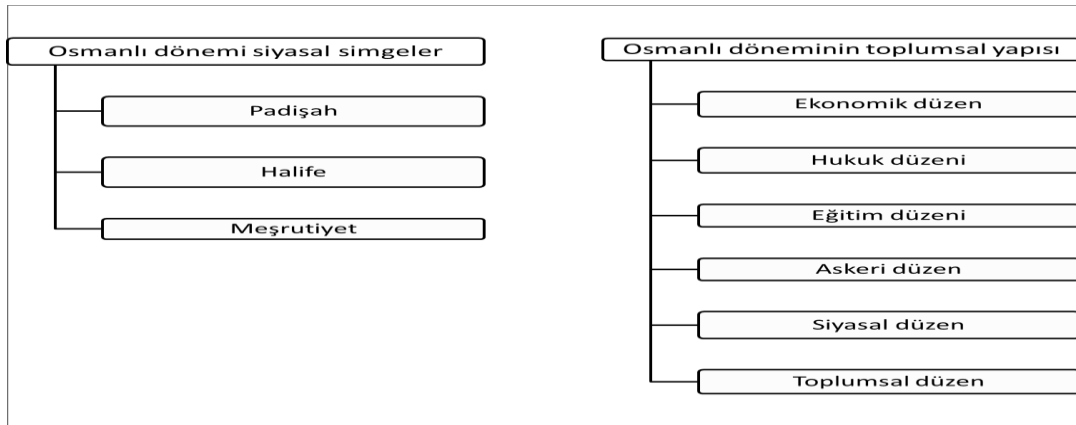 Osmanlı dönemi siyasal simgeler
Padişah
Halife
Meşrutiyet
Osmanlı döneminin toplumsal yapısı
Ekonomik düzen
Hukuk düzeni
Eğitim düzeni
Askeri düzen
Siyasal düzen
Toplumsal düzen